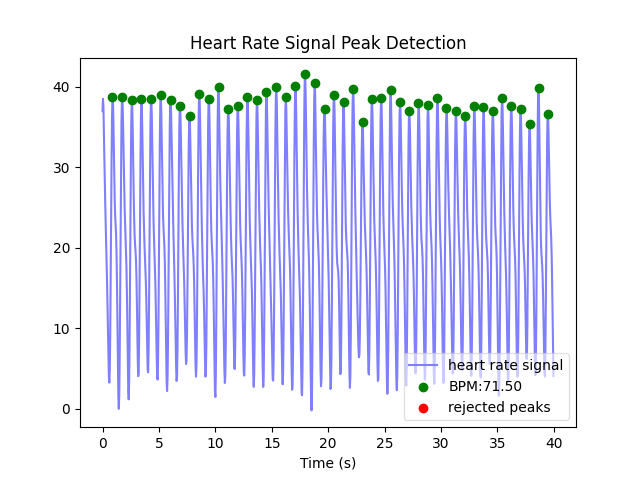 Heart Rate Signal Peak Detection
40
30
20
10
0
heart rate signal
BPM:71.50
rejected peaks
0 5 10 15 20 25 30 35 40
Time (s)